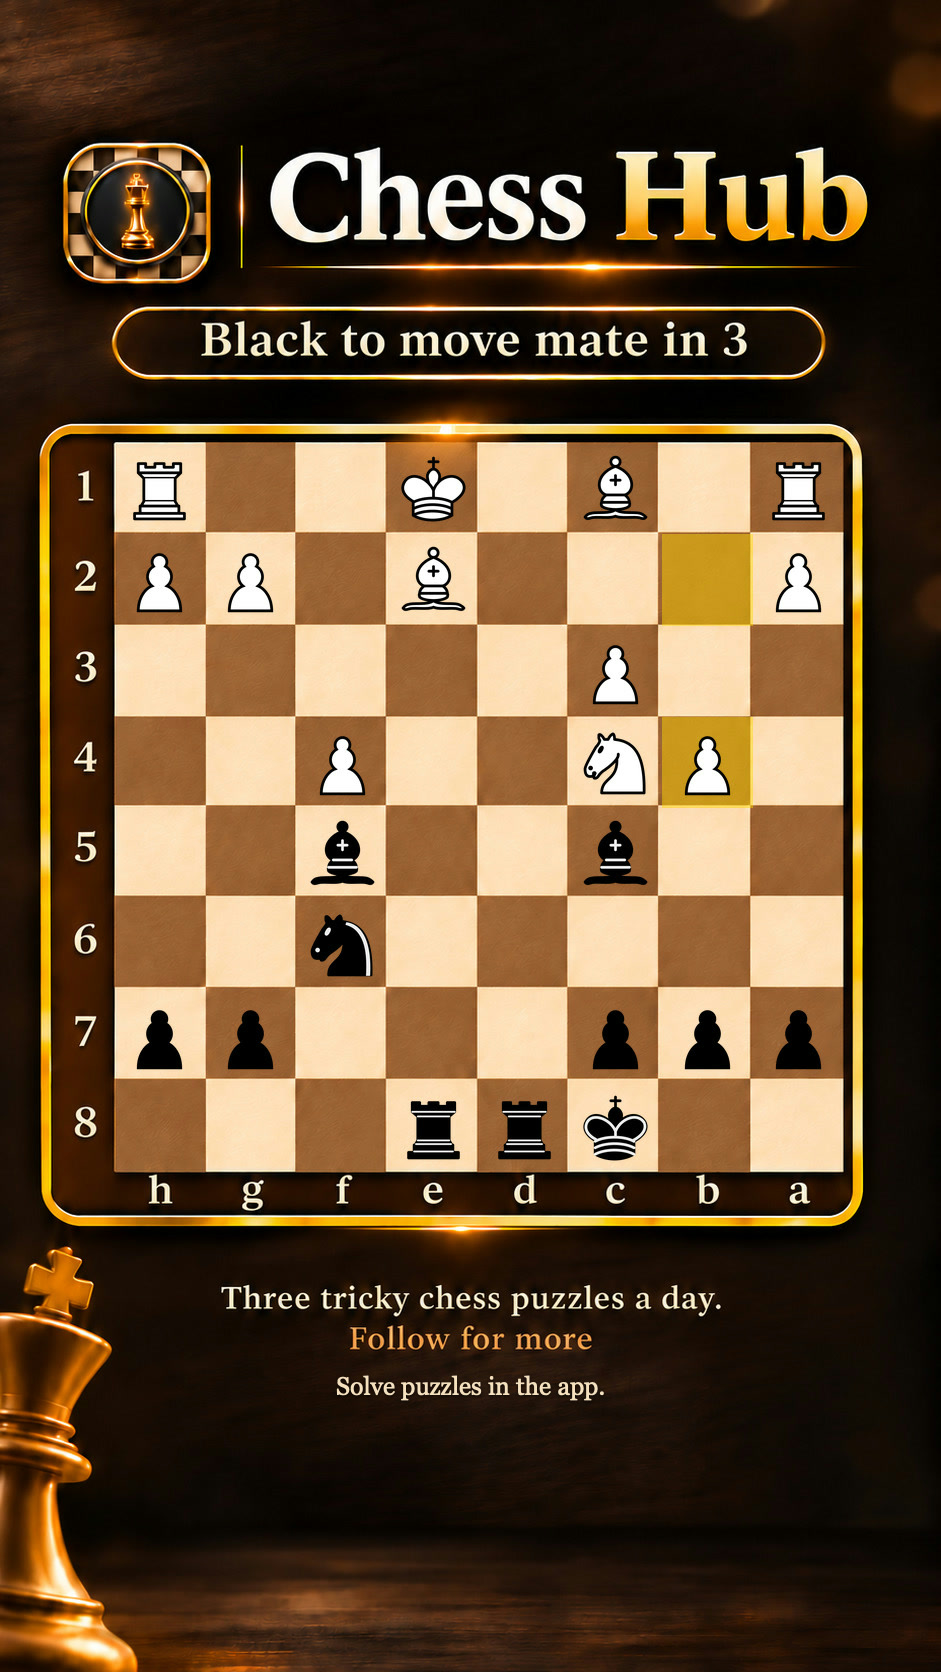 Chess Hub
Black to move mate in 3
1
2
3
4
5
6
7
8
h g f e d c b a
Three tricky chess puzzles a day.
Follow for more
Solve puzzles in the app.